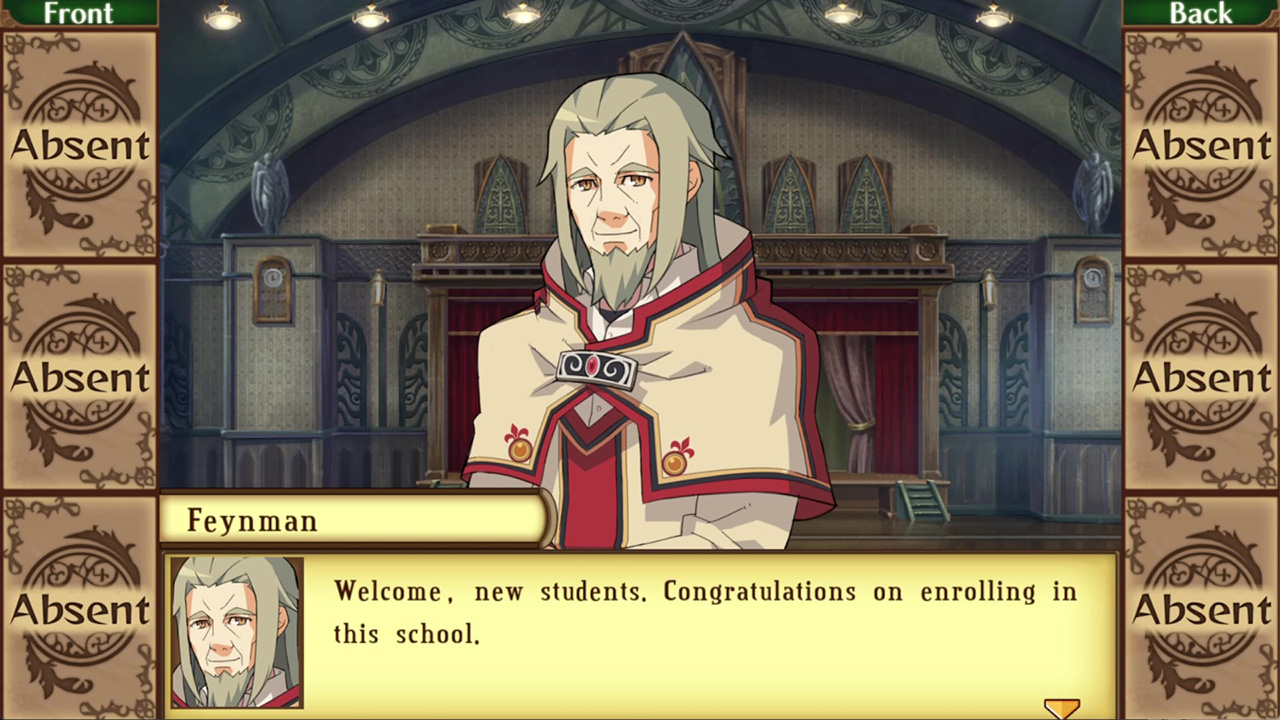 Front
Back
Absent
Absent
Absent
Absent
Absent
Absent
Feynman
Welcome, new students. Congratulations on enrolling in
this school.